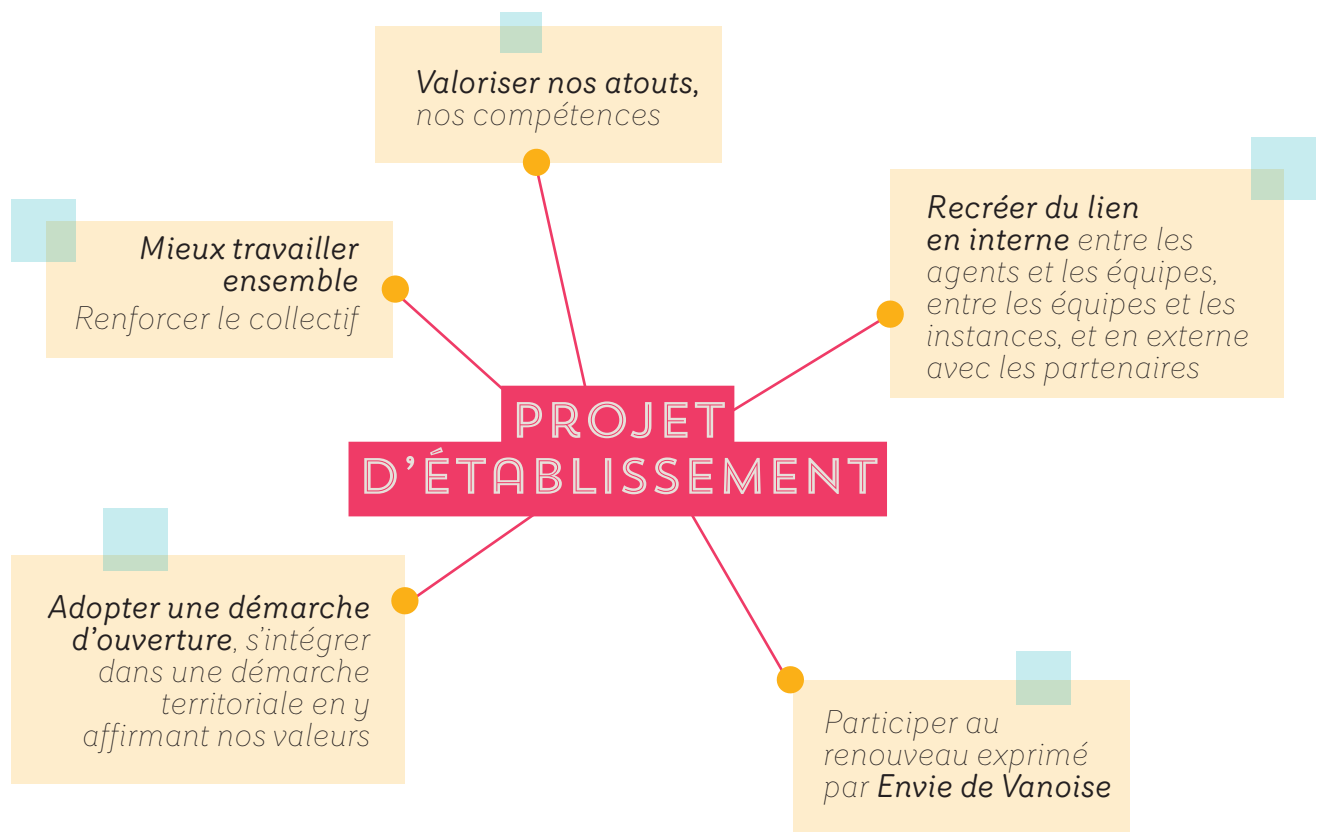 Valoriser nos atouts,
nos compétences
Mieux travailler
ensemble
Renforcer le collectif
Recréer du lien
en interne entre les
agents et les équipes,
entre les équipes et les
instances, et en externe
avec les partenaires
PROJET
D'ÉTABLISSEMENT
Adopter une démarche
d'ouverture, s'intégrer
dans une démarche
territoriale en y
affirmant nos valeurs
Participer au
renouveau exprimé
par Envie de Vanoise